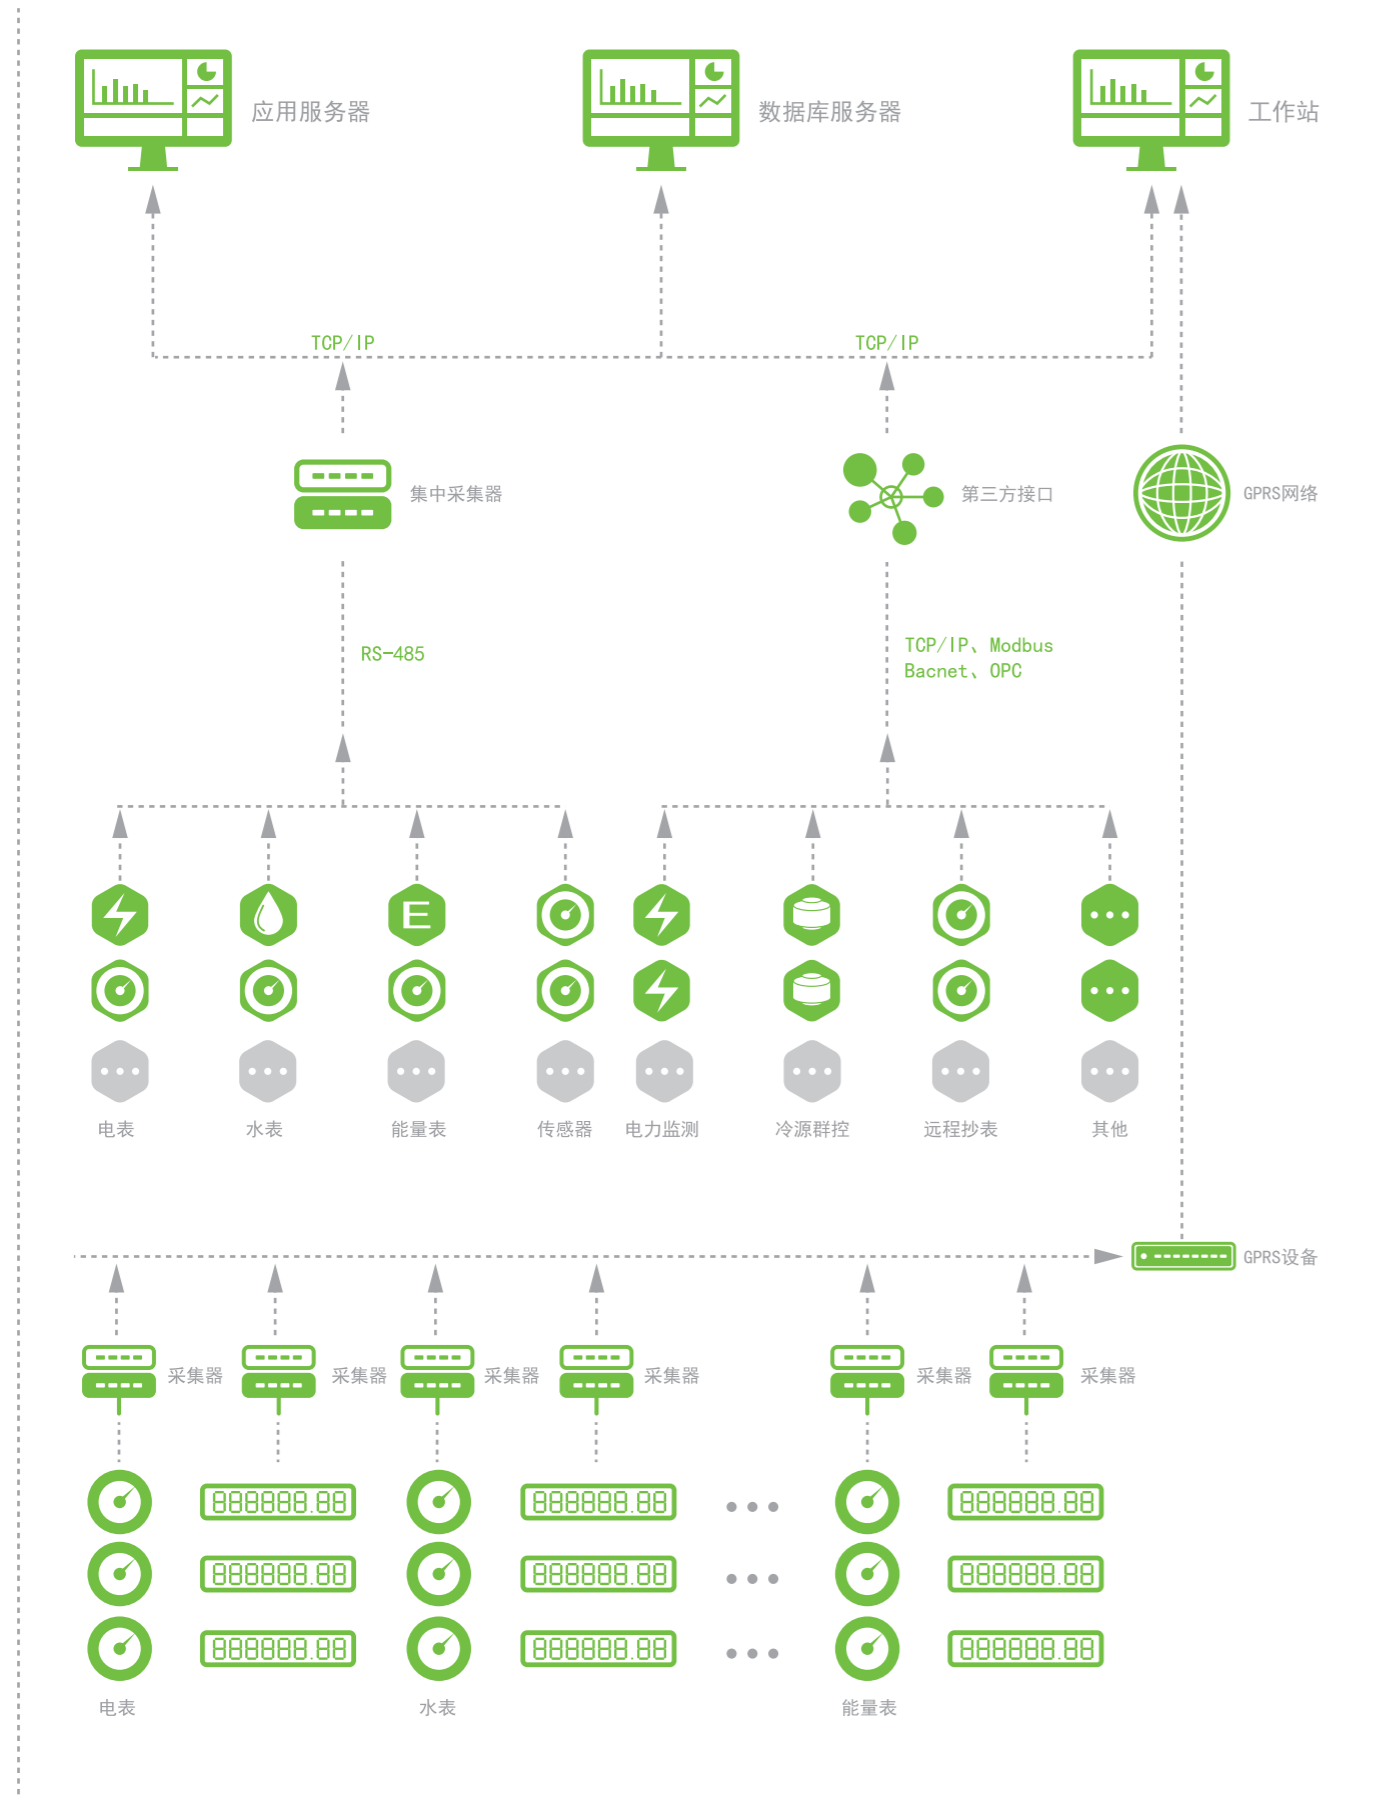 应用服务器
数据库服务器
工作站
TCP/IP
TCP/IP
集中采集器
第三方接口
GPRS网络
RS-485
TCP/IP、Modbus
Bacnet、OPC
E
电表
水表
能量表
传感器
电力监测
冷源群控
远程抄表
其他
GPRS设备
采集器
采集器
采集器
采集器
采集器
采集器
888888.88
888888.88
888888.88
888888.88
888888.88
888888.88
888888.88
888888.88
888888.88
电表
水表
能量表